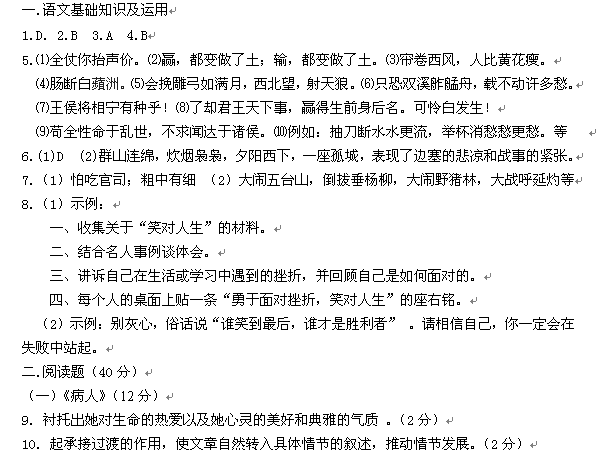 一.语文基础知识及运用
1.D. 2.B 3.A 4.B
5.⑴全仗你抬声价。⑵赢，都变做了土；输，都变做了土。⑶帘卷西风，人比黄花瘦。
⑷肠断白蘋洲。⑸会挽雕弓如满月，西北望，射天狼。⑹只恐双溪舴艋舟，载不动许多愁。
⑺王侯将相宁有种乎！⑻了却君王天下事，赢得生前身后名。可怜白发生！
⑼苟全性命于乱世，不求闻达于诸侯。⑽例如：抽刀断水水更流，举杯消愁愁更愁。等
6.⑴D ⑵群山连绵，炊烟袅袅，夕阳西下，一座孤城，表现了边塞的悲凉和战事的紧张。
7.（1）怕吃官司；粗中有细 （2）大闹五台山，倒拔垂杨柳，大闹野猪林，大战呼延灼等
8.（1）示例：
一、收集关于“笑对人生”的材料。
二、结合名人事例谈体会。
三、讲诉自己在生活或学习中遇到的挫折，并回顾自己是如何面对的。
四、每个人的桌面上贴一条“勇于面对挫折，笑对人生”的座右铭。
（2）示例：别灰心，俗话说“谁笑到最后，谁才是胜利者” 。请相信自己，你一定会在
失败中站起。
二.阅读题（40分）
（一）《病人》（12分）
9. 衬托出她对生命的热爱以及她心灵的美好和典雅的气质 。（2分）
10. 起承接过渡的作用，使文章自然转入具体情节的叙述，推动情节发展。（2分）